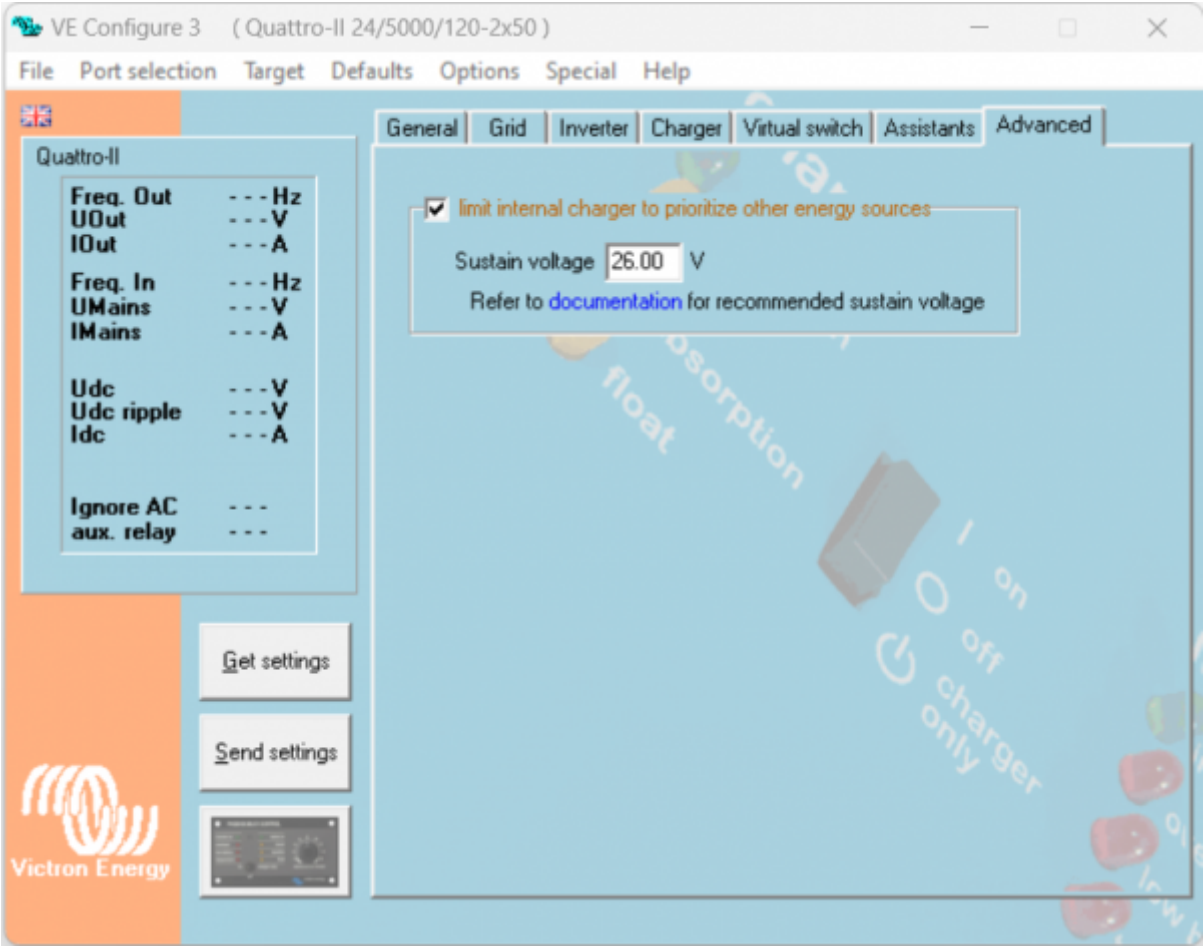 VE Configure 3 ( Quattro-II 24/5000/120-2x50 )
File Port selection Target Defaults Options Special Help
General Grid Inverter Charger Virtual switch Assistants Advanced
Quattro-II
Freq. Out - - - Hz
UOut - - - V
IOut - - - A
Freq. In - - - Hz
UMains - - - V
IMains - - - A
Udc - - - V
Udc ripple - - - V
Idc - - - A
Ignore AC - - -
aux. relay - - -
limit internal charger to prioritize other energy sources
Sustain voltage 26.00 V
Refer to documentation for recommended sustain voltage
absorption
float
I on
O off
charger
only
Get settings
Send settings
Victron Energy